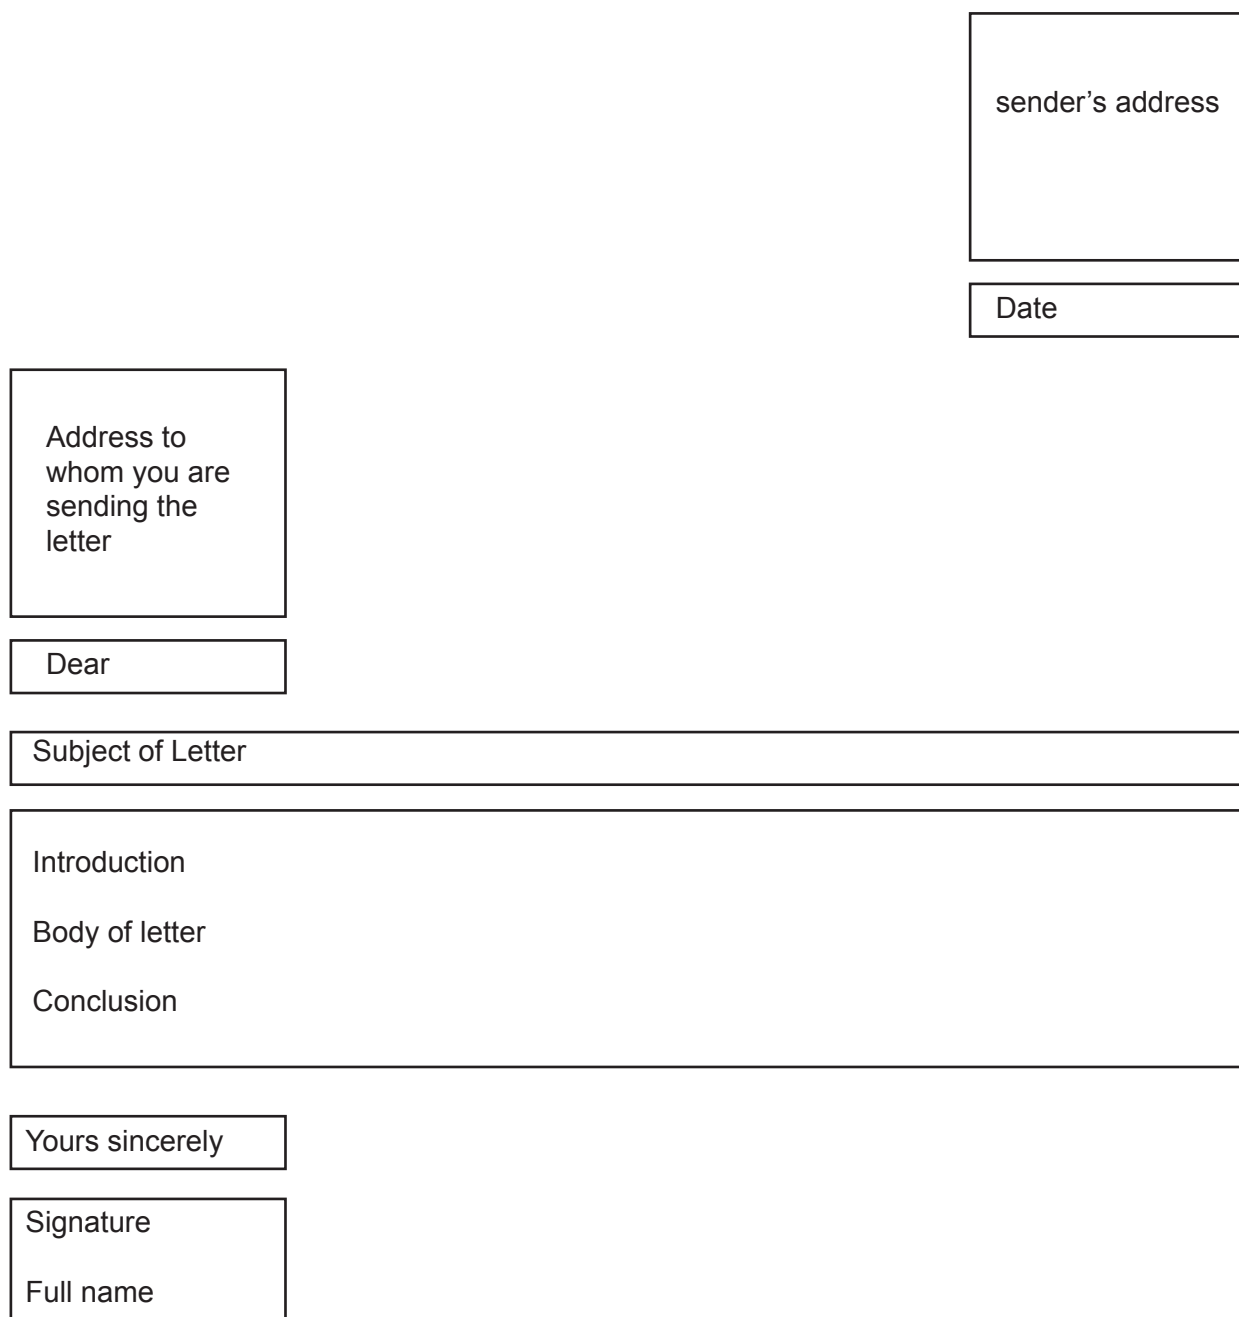 sender’s address
Date
Address to
whom you are
sending the
letter
Dear
Subject of Letter
Introduction
Body of letter
Conclusion
Yours sincerely
Signature
Full name